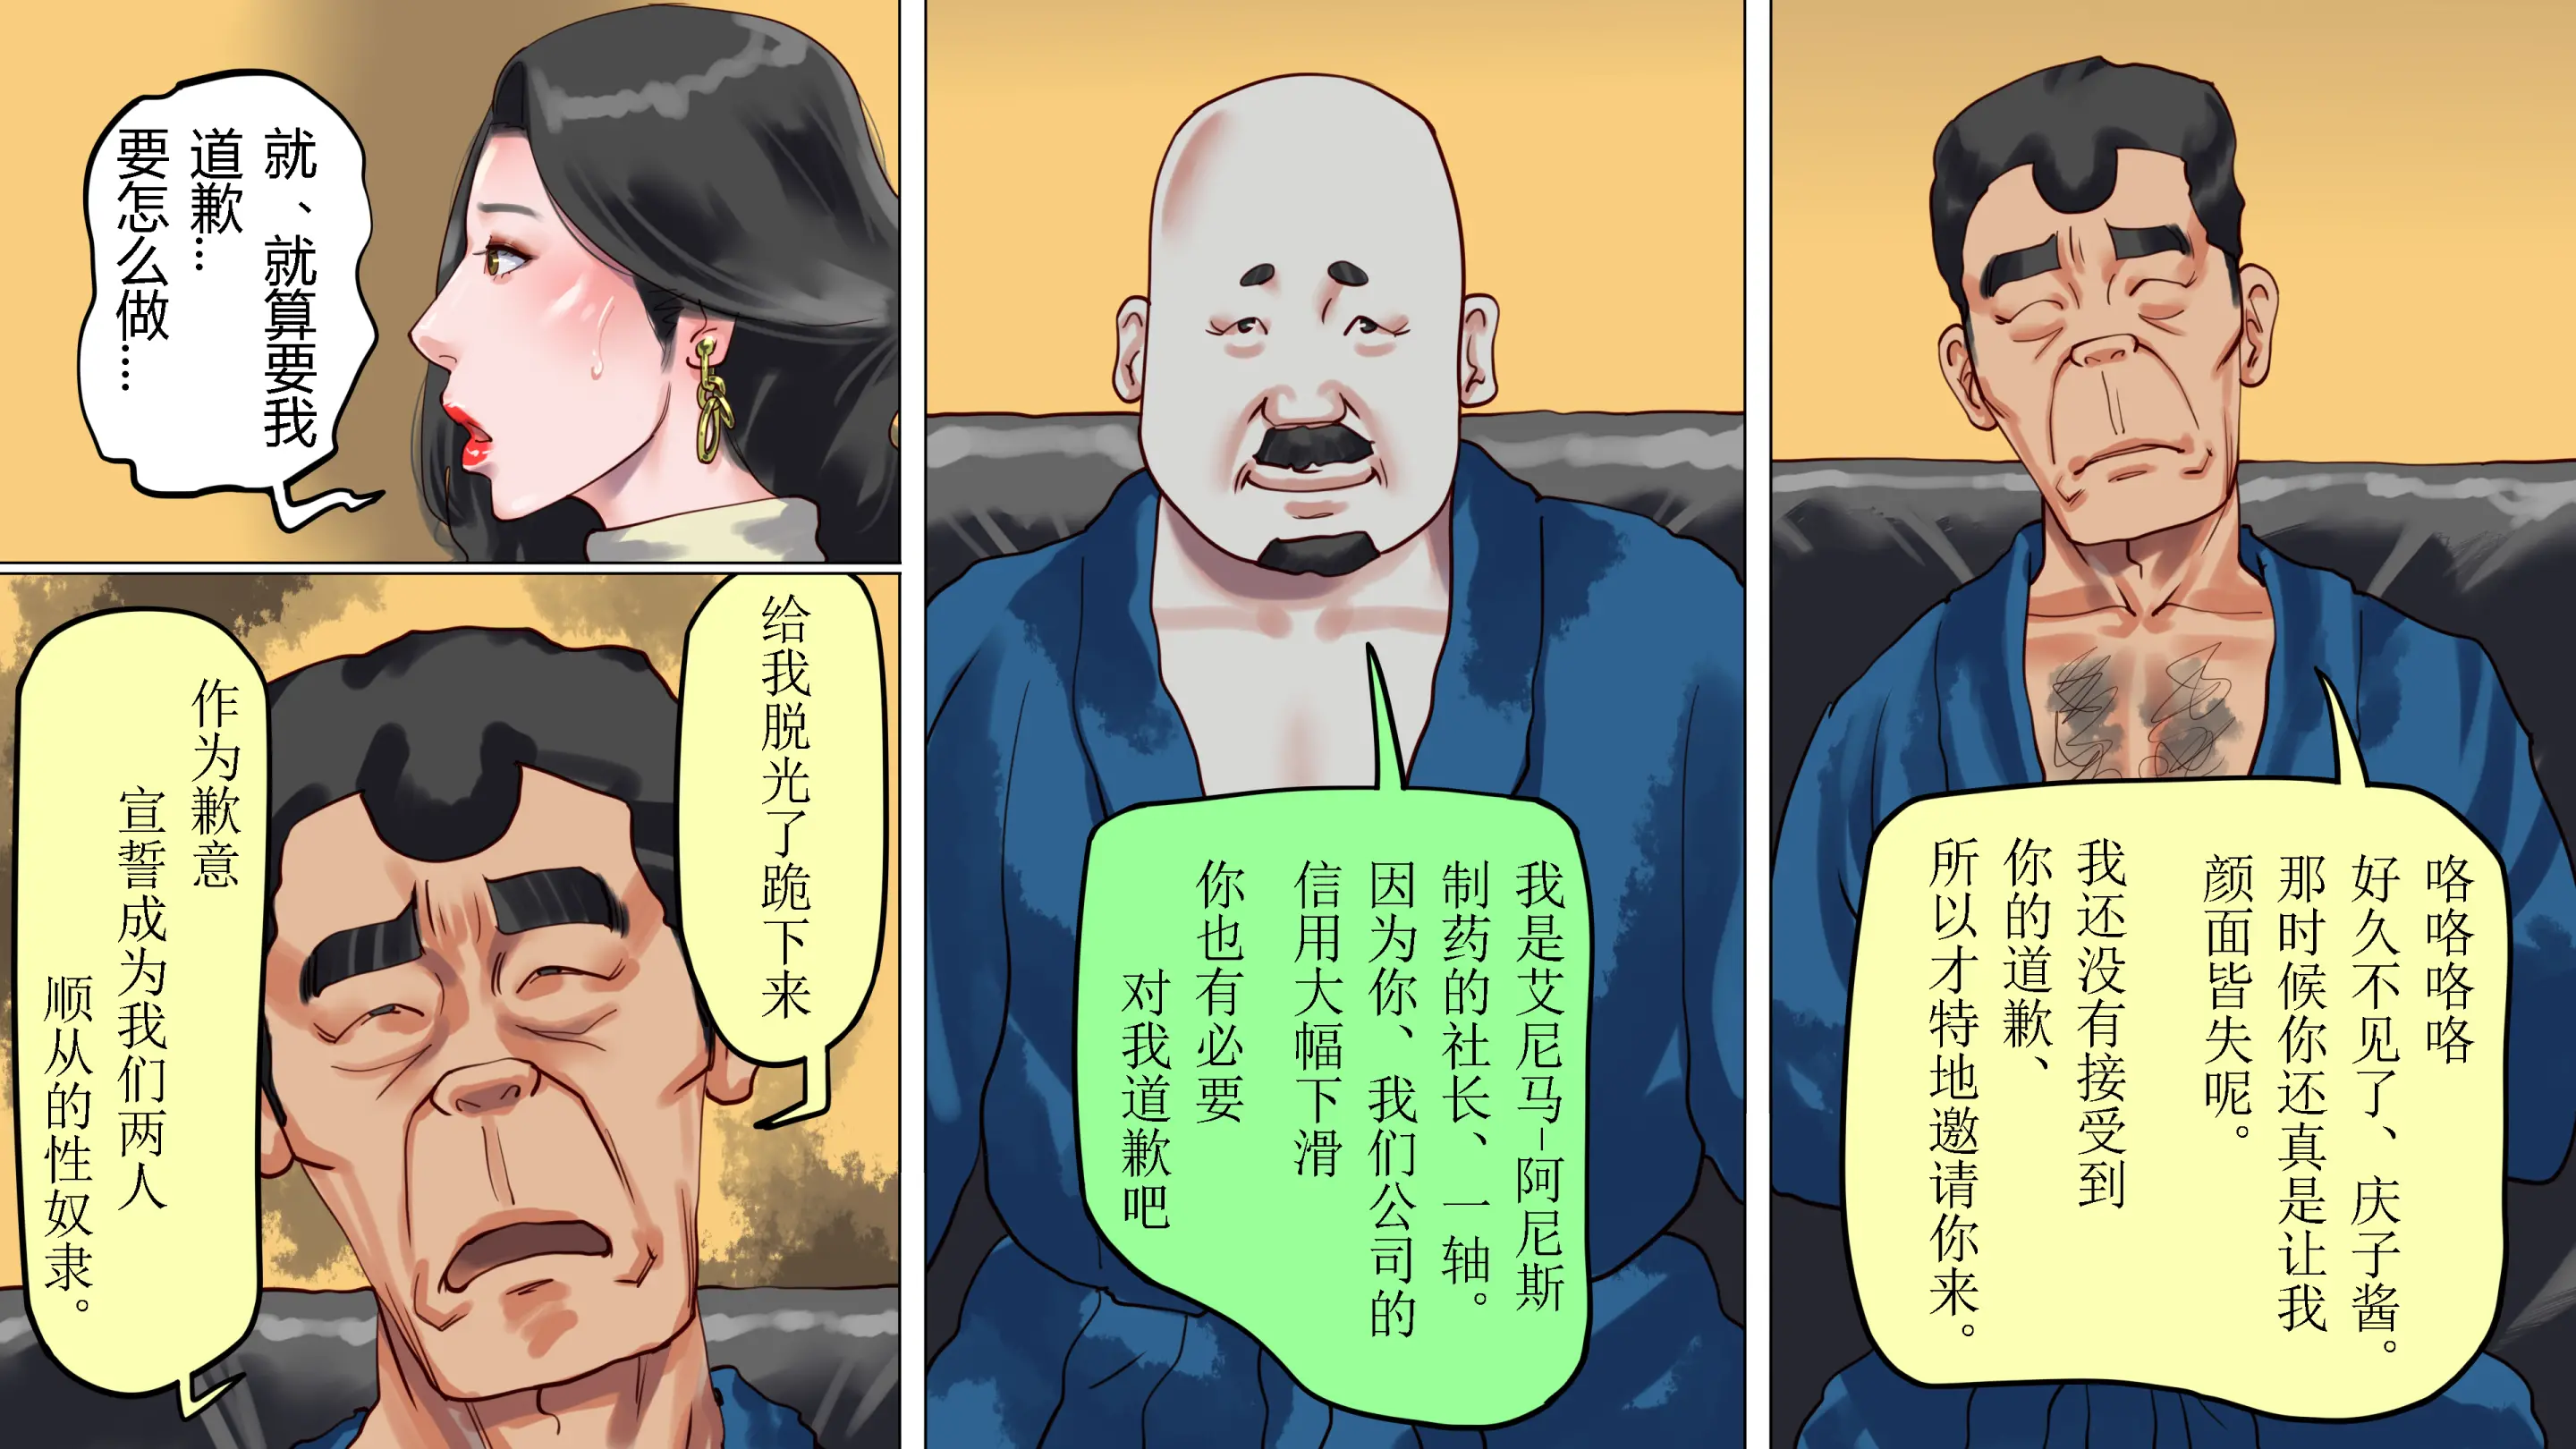 咯咯咯咯
好久不见了、庆子酱。
那时候你还真是让我
颜面皆失呢。
我还没有接受到
你的道歉、
所以才特地邀请你来。
我是艾尼马-阿尼斯
制药的社长、一轴。
因为你、我们公司的
信用大幅下滑
你也有必要
对我道歉吧
就、就算要我
道歉…
要怎么做……
给我脱光了跪下来
作为歉意
宣誓成为我们两人
顺从的性奴隶。